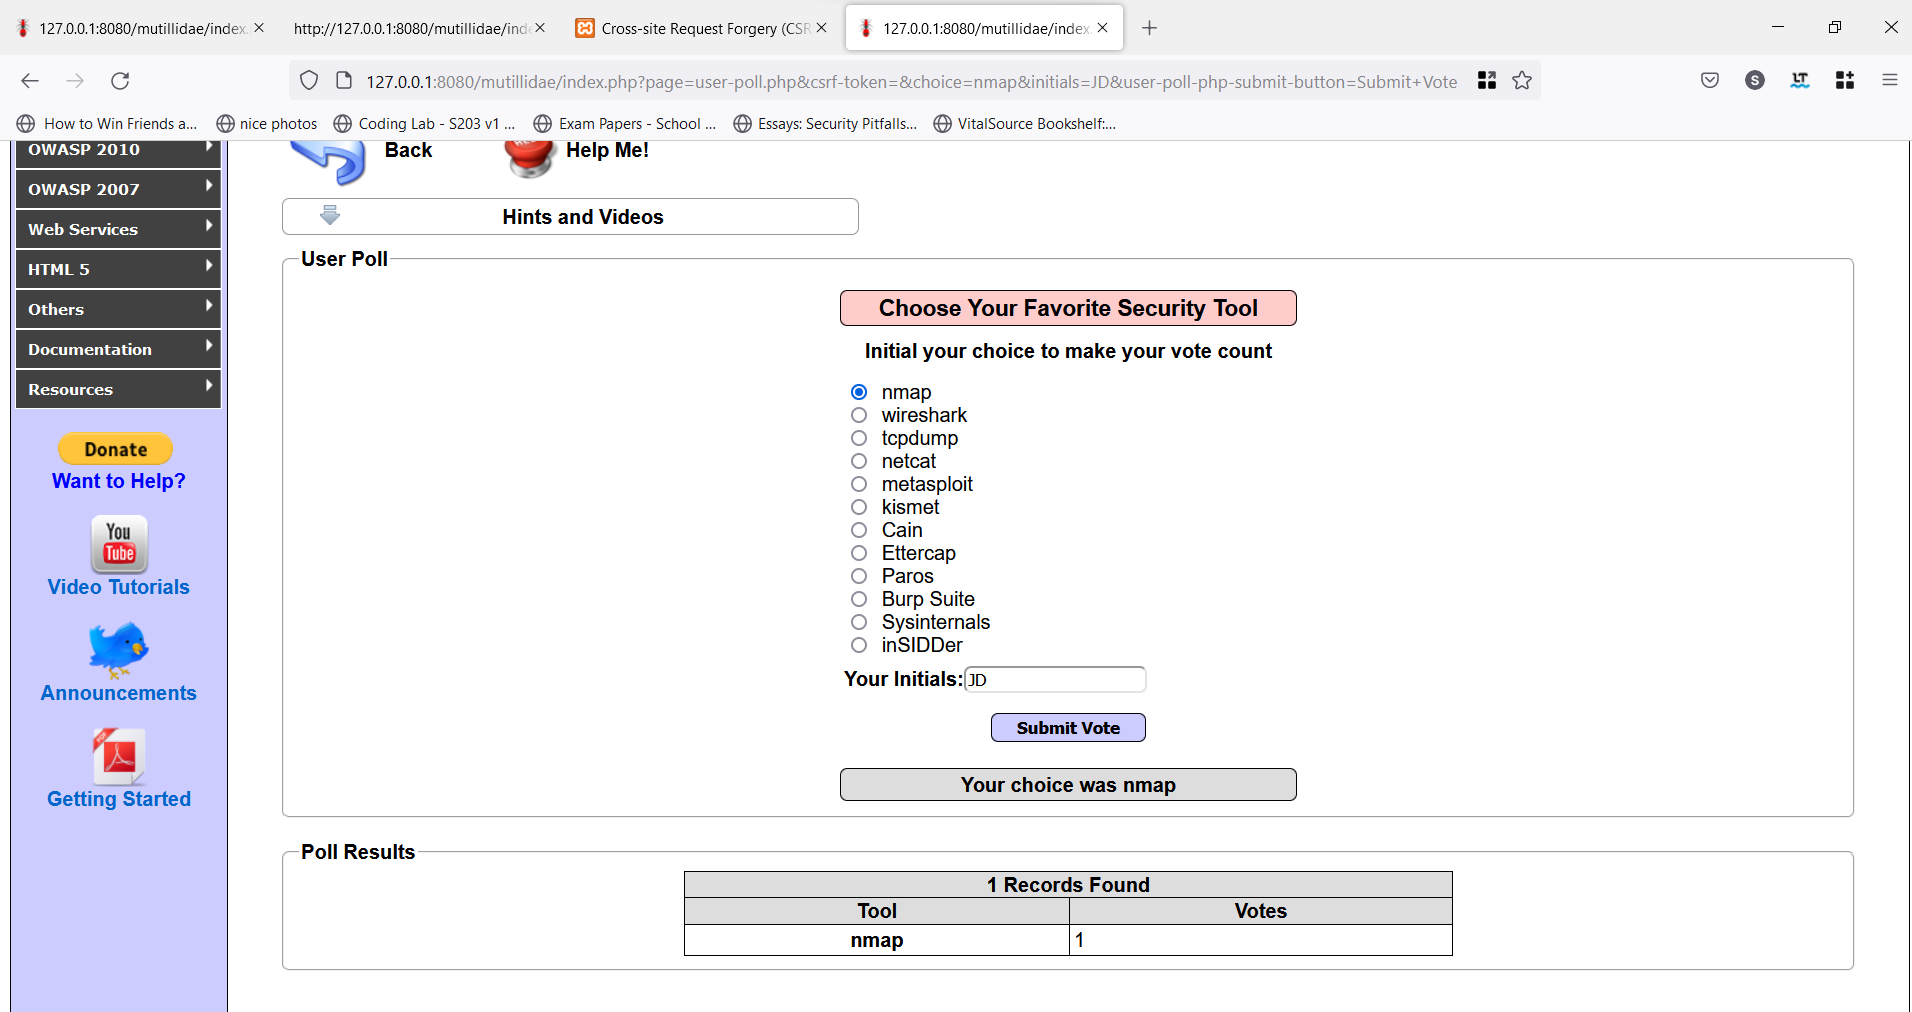 127.0.0.1:8080/mutillidae/index.
http://127.0.0.1:8080/mutillidae/inde
Cross-site Request Forgery (CSR
127.0.0.1:8080/mutillidae/index.
127.0.0.1:8080/mutillidae/index.php?page=user-poll.php&csrf-token=&choice=nmap&initials=JD&user-poll-php-submit-button=Submit+Vote
S
LT
How to Win Friends a...
nice photos
Coding Lab - S203 v1 ...
Exam Papers - School ...
Essays: Security Pitfalls...
VitalSource Bookshelf:...
OWASP 2010
OWASP 2007
Web Services
HTML 5
Others
Documentation
Resources
Donate
Want to Help?
You
Tube
Video Tutorials
Announcements
PDF
Getting Started
Back
Help Me!
Hints and Videos
User Poll
Choose Your Favorite Security Tool
Initial your choice to make your vote count
nmap
wireshark
tcpdump
netcat
metasploit
kismet
Cain
Ettercap
Paros
Burp Suite
Sysinternals
inSIDDer
Your Initials: JD
Submit Vote
Your choice was nmap
Poll Results
1 Records Found
Tool Votes
nmap 1